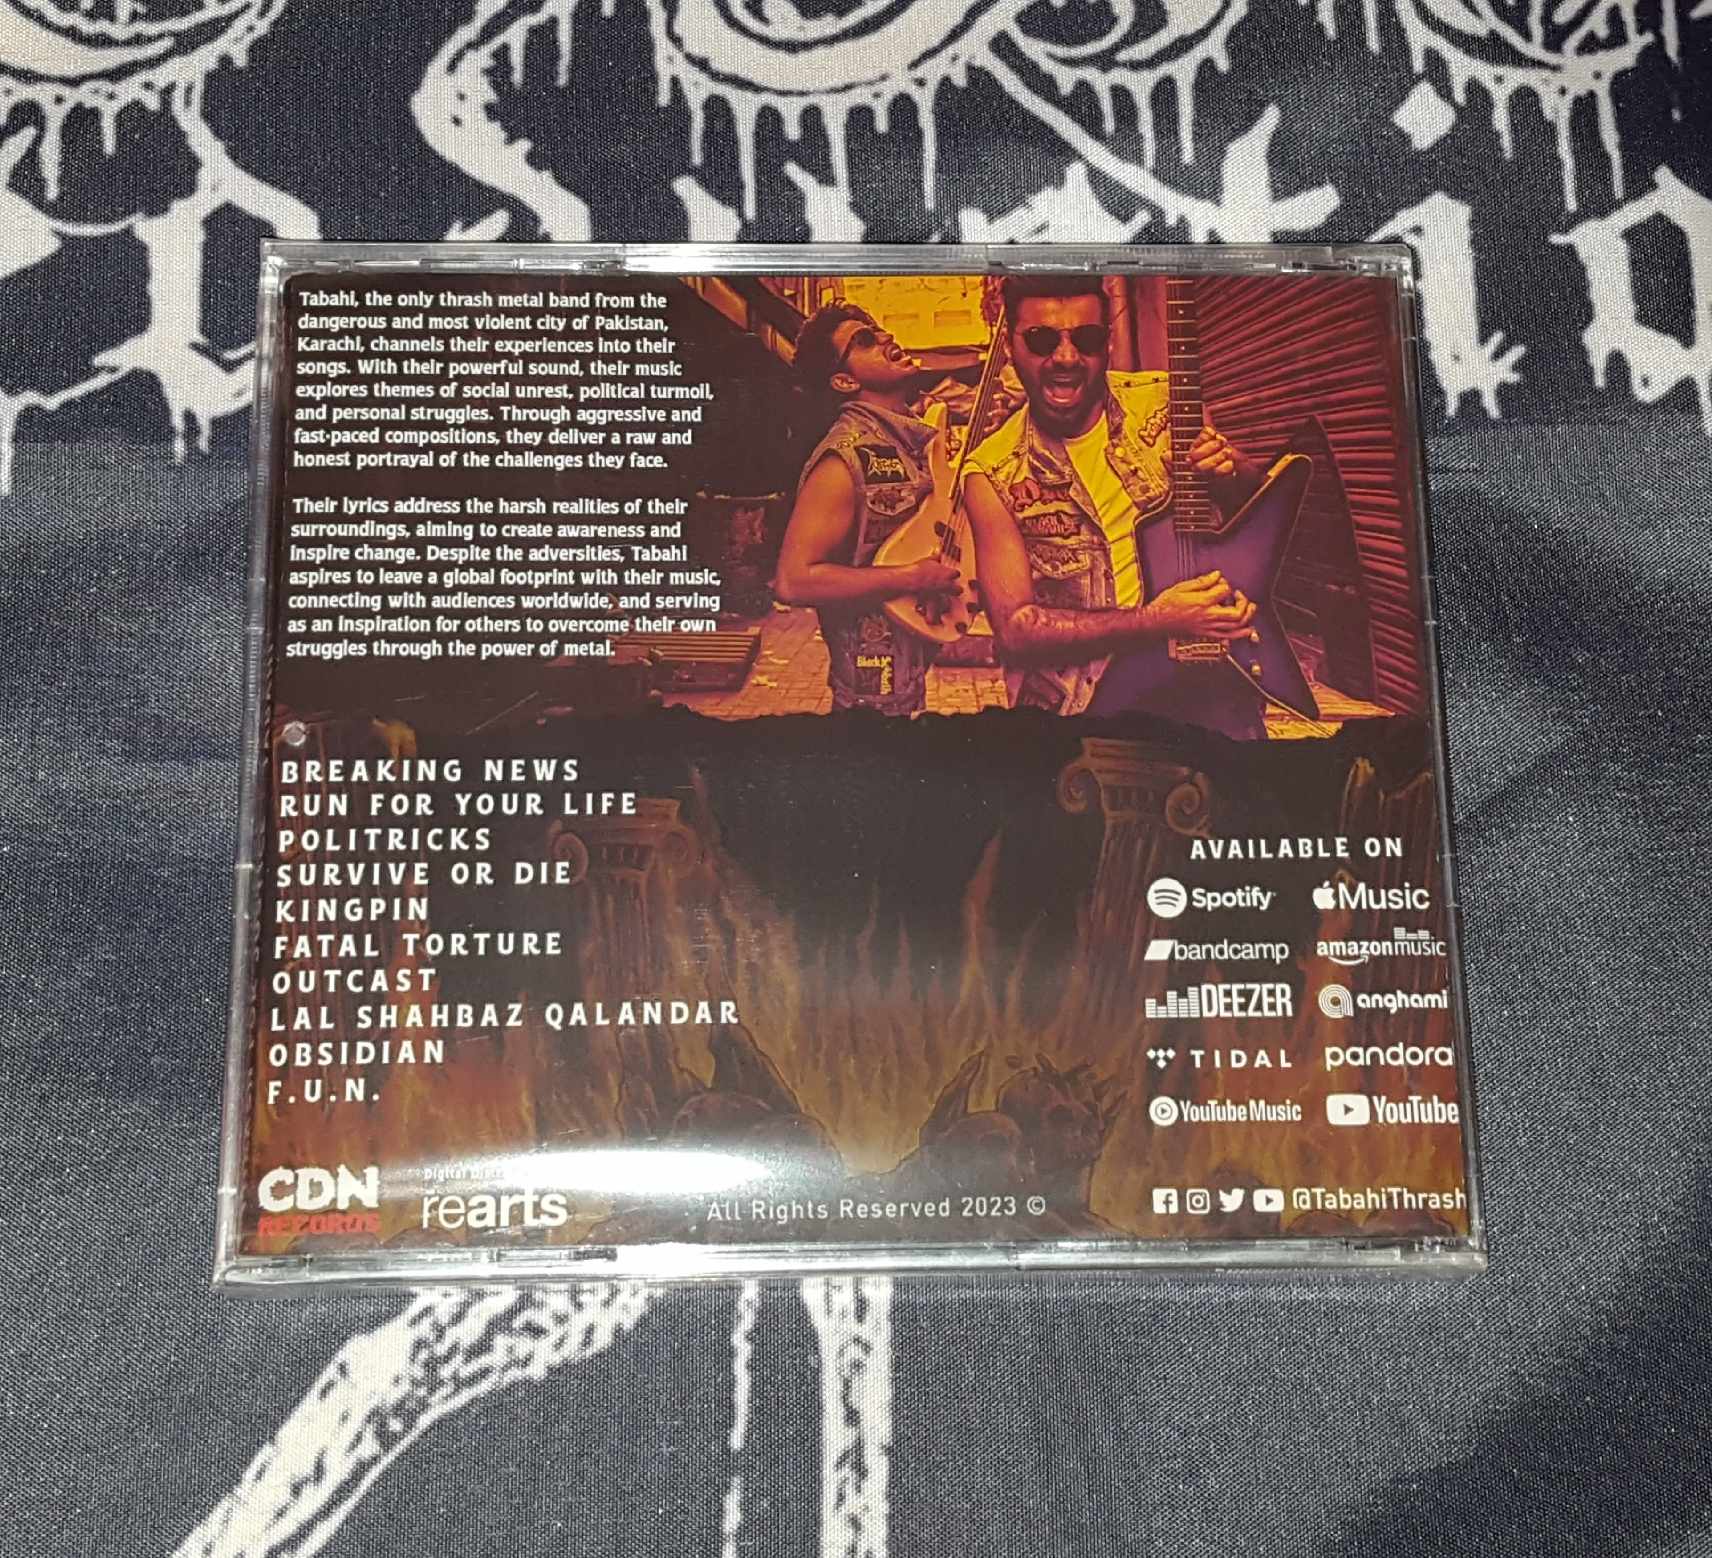 Tabahi, the only thrash metal band from the
dangerous and most violent city of Pakistan,
Karachi, channels their experiences into their
songs. With their powerful sound, their music
explores themes of social unrest, political turmoil,
and personal struggles. Through aggressive and
fast-paced compositions, they deliver a raw and
honest portrayal of the challenges they face.
Their lyrics address the harsh realities of their
surroundings, aiming to create awareness and
inspire change. Despite the adversities, Tabahi
aspires to leave a global footprint with their music,
connecting with audiences worldwide, and serving
as an inspiration for others to overcome their own
struggles through the power of metal.
Black Sabbath
BREAKING NEWS
RUN FOR YOUR LIFE
POLITRICKS
SURVIVE OR DIE
KINGPIN
FATAL TORTURE
OUTCAST
LAL SHAHBAZ QALANDAR
OBSIDIAN
F.U.N.
AVAILABLE ON
Spotify Music
bandcamp amazon music
DEEZER anghami
TIDAL pandora
YouTube Music YouTube
CDN
RECORDS
Digital
rearts
All Rights Reserved 2023 ©
@TabahiThrash